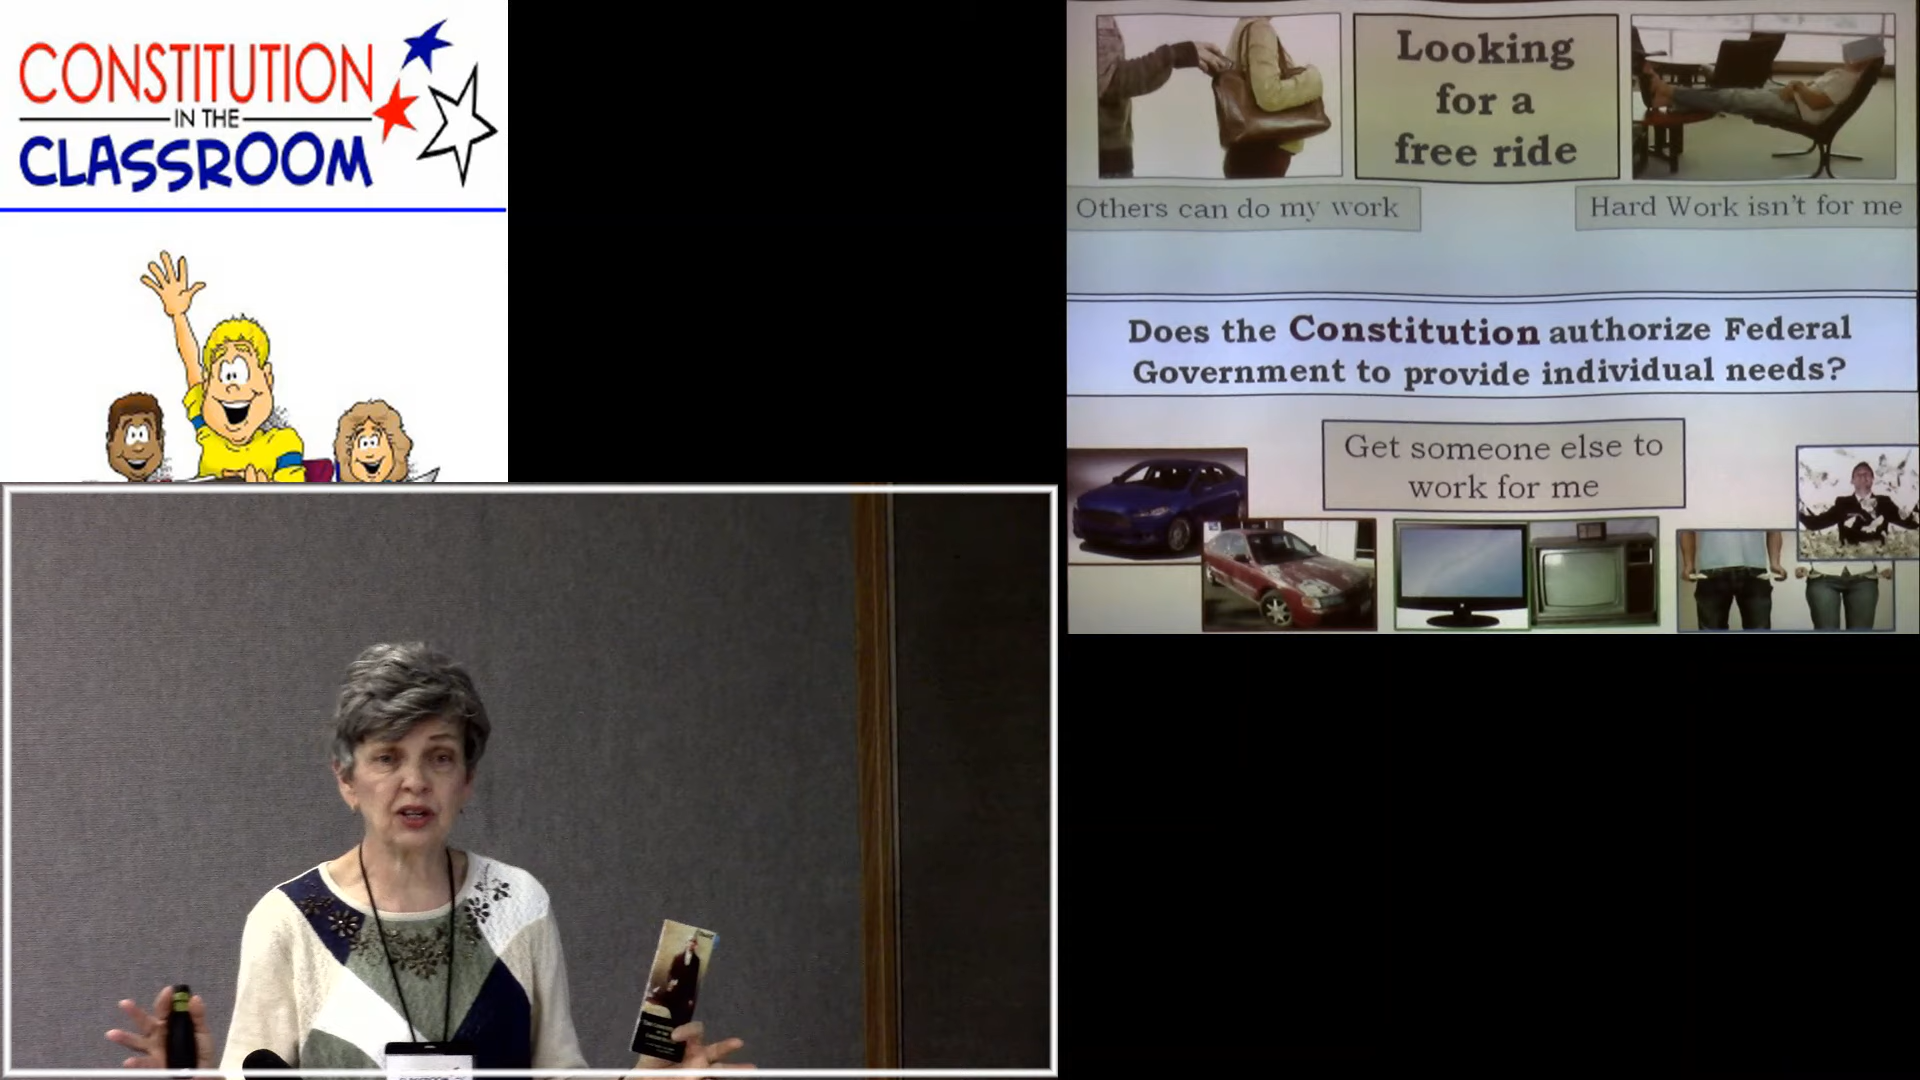 CONSTITUTION
IN THE
CLASSROOM
Looking
for a
free ride
Others can do my work
Hard Work isn't for me
Does the Constitution authorize Federal
Government to provide individual needs?
Get someone else to
work for me